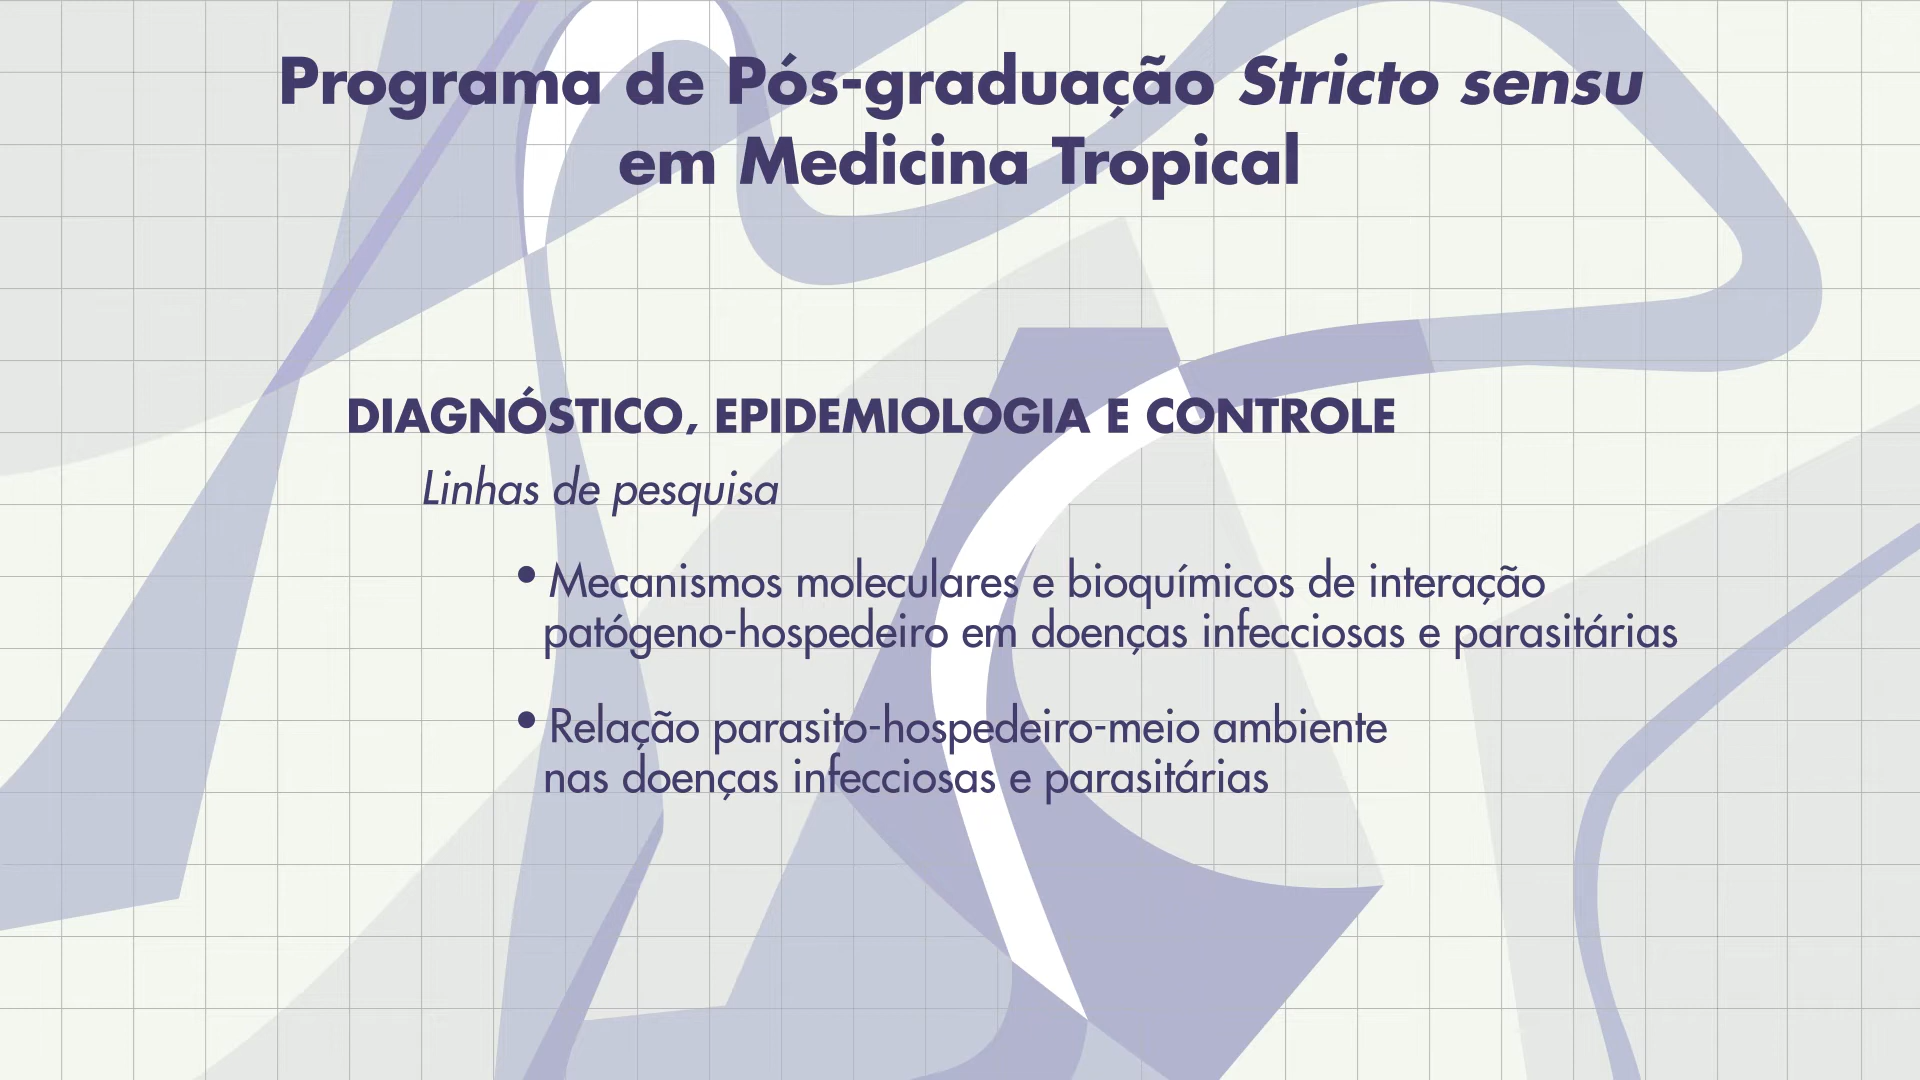 Programa de Pós-graduação Stricto sensu
em Medicina Tropical
DIAGNÓSTICO, EPIDEMIOLOGIA E CONTROLE
Linhas de pesquisa
• Mecanismos moleculares e bioquímicos de interação
patógeno-hospedeiro em doenças infecciosas e parasitárias
• Relação parasito-hospedeiro-meio ambiente
nas doenças infecciosas e parasitárias